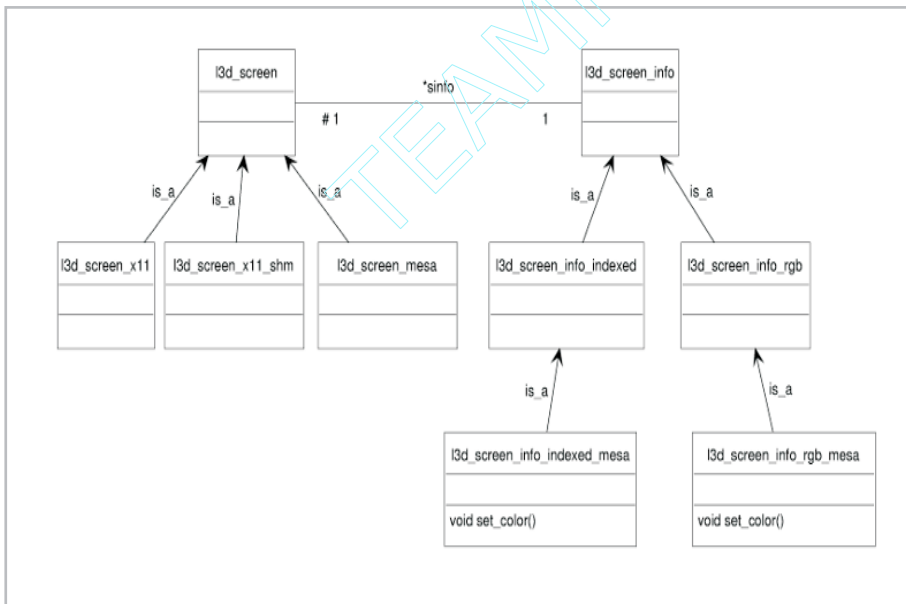 l3d_screen
l3d_screen_info
*sinfo
# 1
1
is_a
is_a
is_a
is_a
is_a
l3d_screen_x11
l3d_screen_x11_shm
l3d_screen_mesa
l3d_screen_info_indexed
l3d_screen_info_rgb
is_a
is_a
l3d_screen_info_indexed_mesa
l3d_screen_info_rgb_mesa
void set_color()
void set_color()